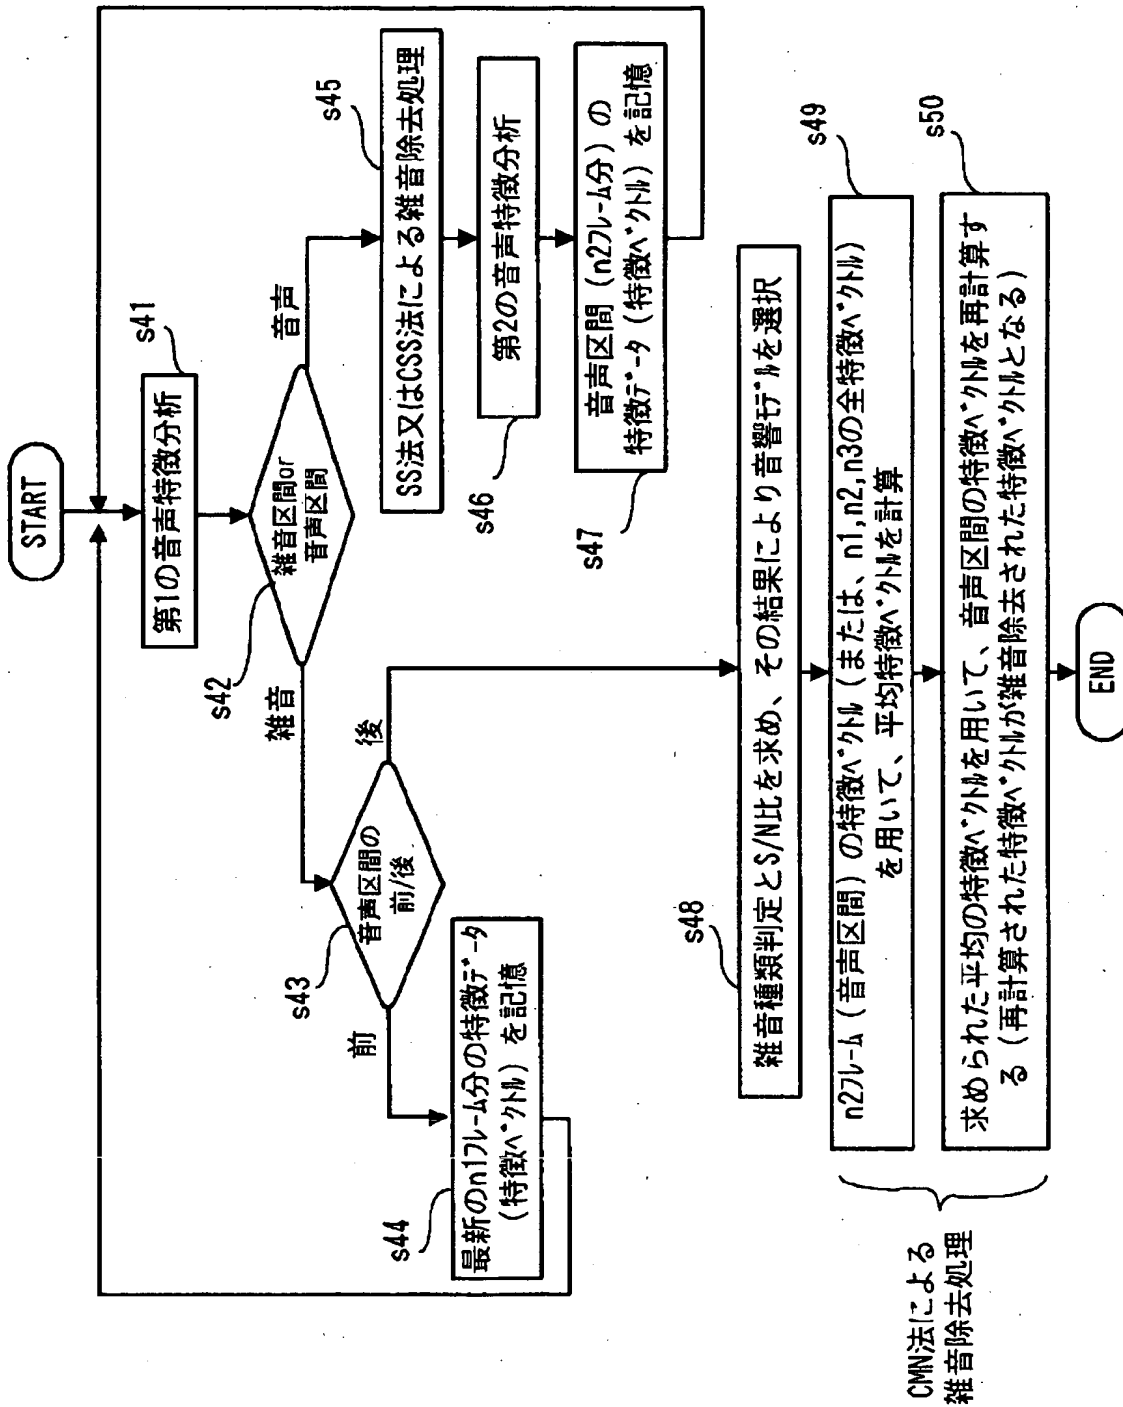 START
第1の音声特徴分析
s41
雑音区間or
音声区間
s42
雑音
音声
音声区間の
前/後
s43
前
後
最新のn1フレーム分の特徴データ
(特徴ベクトル)を記憶
s44
SS法又はCSS法による雑音除去処理
s45
第2の音声特徴分析
s46
音声区間(n2フレーム分)の
特徴データ(特徴ベクトル)を記憶
s47
雑音種類判定とS/N比を求め、その結果により音響モデルを選択
s48
n2フレーム(音声区間)の特徴ベクトル(または、n1,n2,n3の全特徴ベクトル)
を用いて、平均特徴ベクトルを計算
s49
求められた平均の特徴ベクトルを用いて、音声区間の特徴ベクトルを再計算す
る(再計算された特徴ベクトルが雑音除去された特徴ベクトルとなる)
s50
CMN法による
雑音除去処理
END